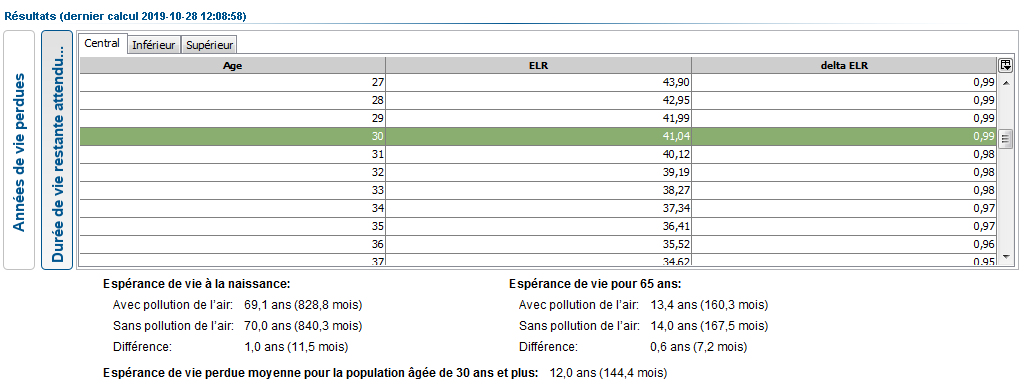 Résultats (dernier calcul 2019-10-28 12:08:58)
Années de vie perdues
Durée de vie restante attendu...
Central Inférieur Supérieur
Age ELR delta ELR
27 43,90 0,99
28 42,95 0,99
29 41,99 0,99
30 41,04 0,99
31 40,12 0,98
32 39,19 0,98
33 38,27 0,98
34 37,34 0,97
35 36,41 0,97
36 35,52 0,96
37 34,62 0,95
Espérance de vie à la naissance: Espérance de vie pour 65 ans:
Avec pollution de l'air: 69,1 ans (828,8 mois) Avec pollution de l'air: 13,4 ans (160,3 mois)
Sans pollution de l'air: 70,0 ans (840,3 mois) Sans pollution de l'air: 14,0 ans (167,5 mois)
Différence: 1,0 ans (11,5 mois) Différence: 0,6 ans (7,2 mois)
Espérance de vie perdue moyenne pour la population âgée de 30 ans et plus: 12,0 ans (144,4 mois)